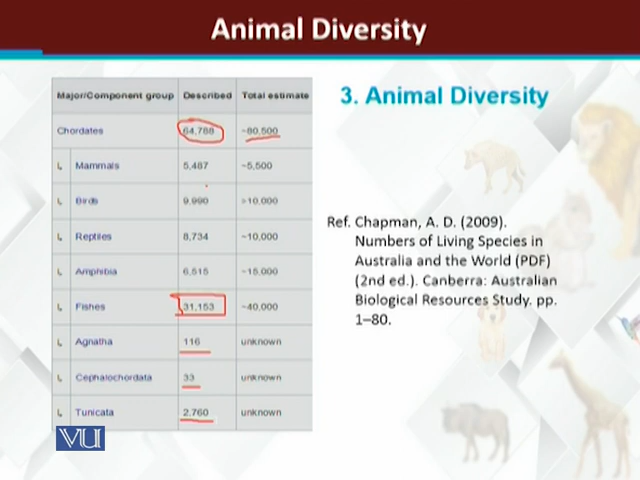 Animal Diversity
Major/Component group Described Total estimate
Chordates 64,788 ~80,500
↳ Mammals 5,487 ~5,500
↳ Birds 9,990 >10,000
↳ Reptiles 8,734 ~10,000
↳ Amphibia 6,515 ~15,000
↳ Fishes 31,153 ~40,000
↳ Agnatha 116 unknown
↳ Cephalochordata 33 unknown
↳ Tunicata 2,760 unknown
VU
3. Animal Diversity
Ref. Chapman, A. D. (2009).
Numbers of Living Species in
Australia and the World (PDF)
(2nd ed.). Canberra: Australian
Biological Resources Study. pp.
1–80.